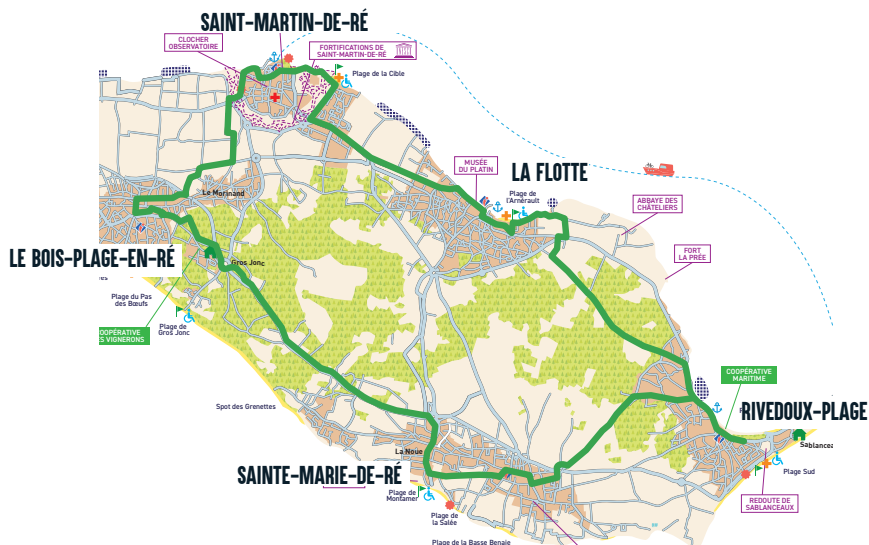 SAINT-MARTIN-DE-RÉ
CLOCHER
OBSERVATOIRE
FORTIFICATIONS DE
SAINT-MARTIN-DE-RÉ
Plage de la Cible
MUSÉE
DU PLATIN
LA FLOTTE
Plage de
l'Arnérault
ABBAYE DES
CHÂTELIERS
Le Morinand
FORT
LA PRÉE
LE BOIS-PLAGE-EN-RÉ
Gros Jonc
Plage du Pas
des Bœufs
Plage de
Gros Jonc
COOPÉRATIVE
MARITIME
RIVEDOUX-PLAGE
Spot des Grenettes
La Noue
SAINTE-MARIE-DE-RÉ
Plage Sud
Plage de
Montamer
REDOUTE DE
SABLANCEAUX
Plage de
la Salée
Plage de la Basse Benaie